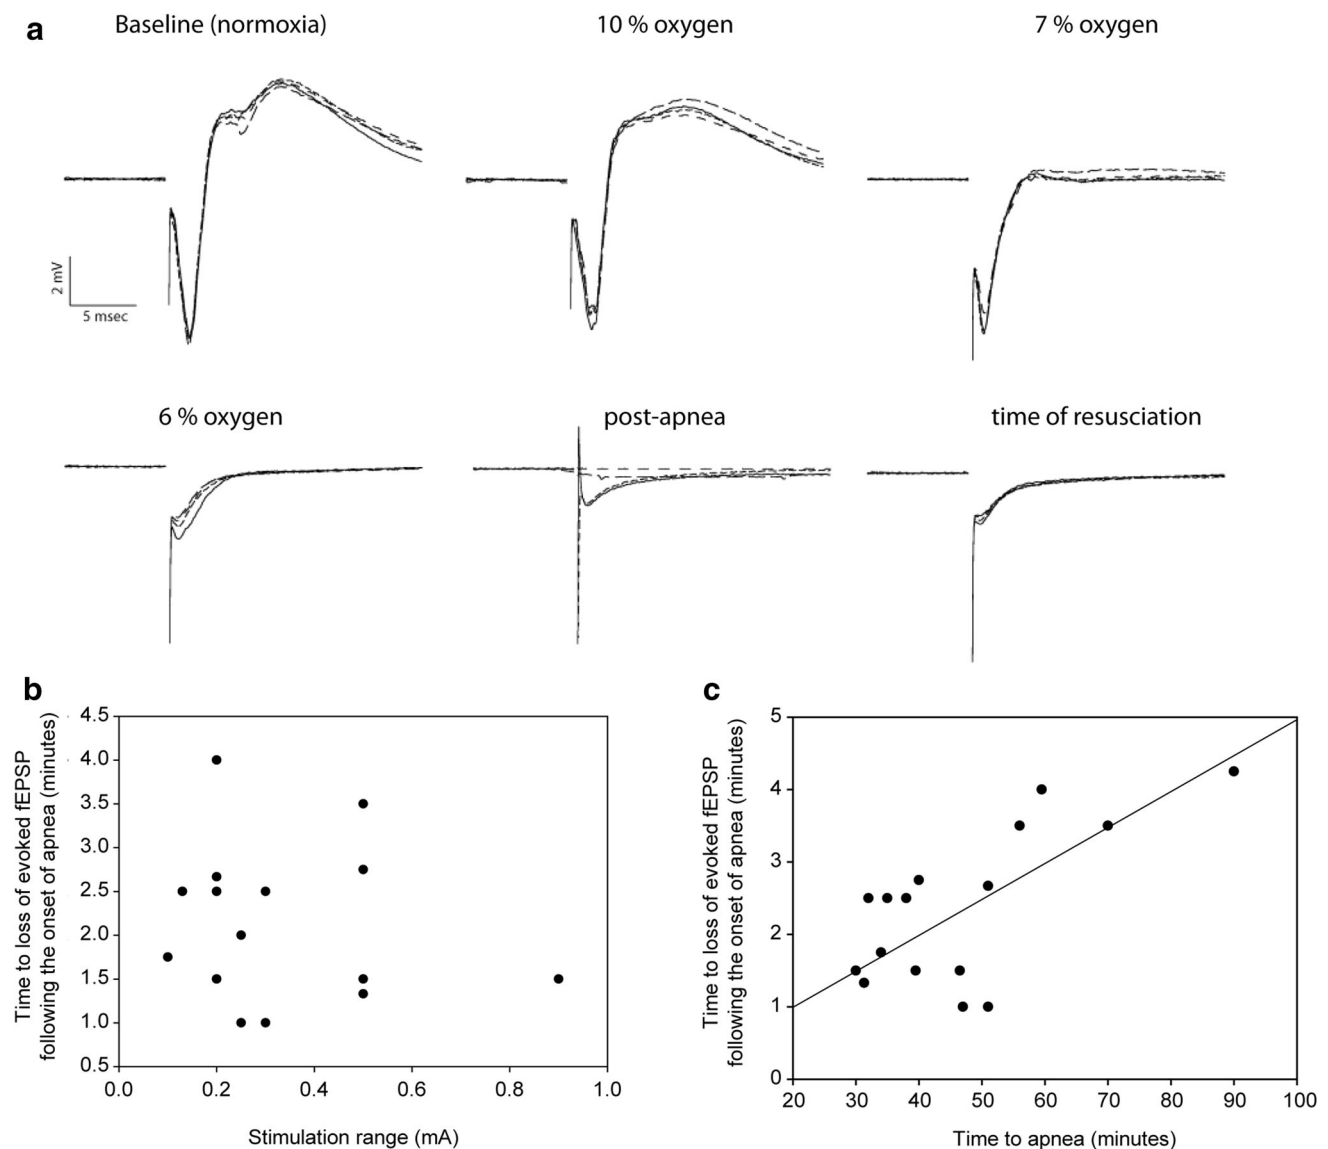 a
Baseline (normoxia)
10 % oxygen
7 % oxygen
2 mV
5 msec
6 % oxygen
post-apnea
time of resusciation
b
Time to loss of evoked fEPSP
following the onset of apnea (minutes)
4.5
4.0
3.5
3.0
2.5
2.0
1.5
1.0
0.5
0.0
0.2
0.4
0.6
0.8
1.0
Stimulation range (mA)
c
Time to loss of evoked fEPSP
following the onset of apnea (minutes)
5
4
3
2
1
0
20
30
40
50
60
70
80
90
100
Time to apnea (minutes)